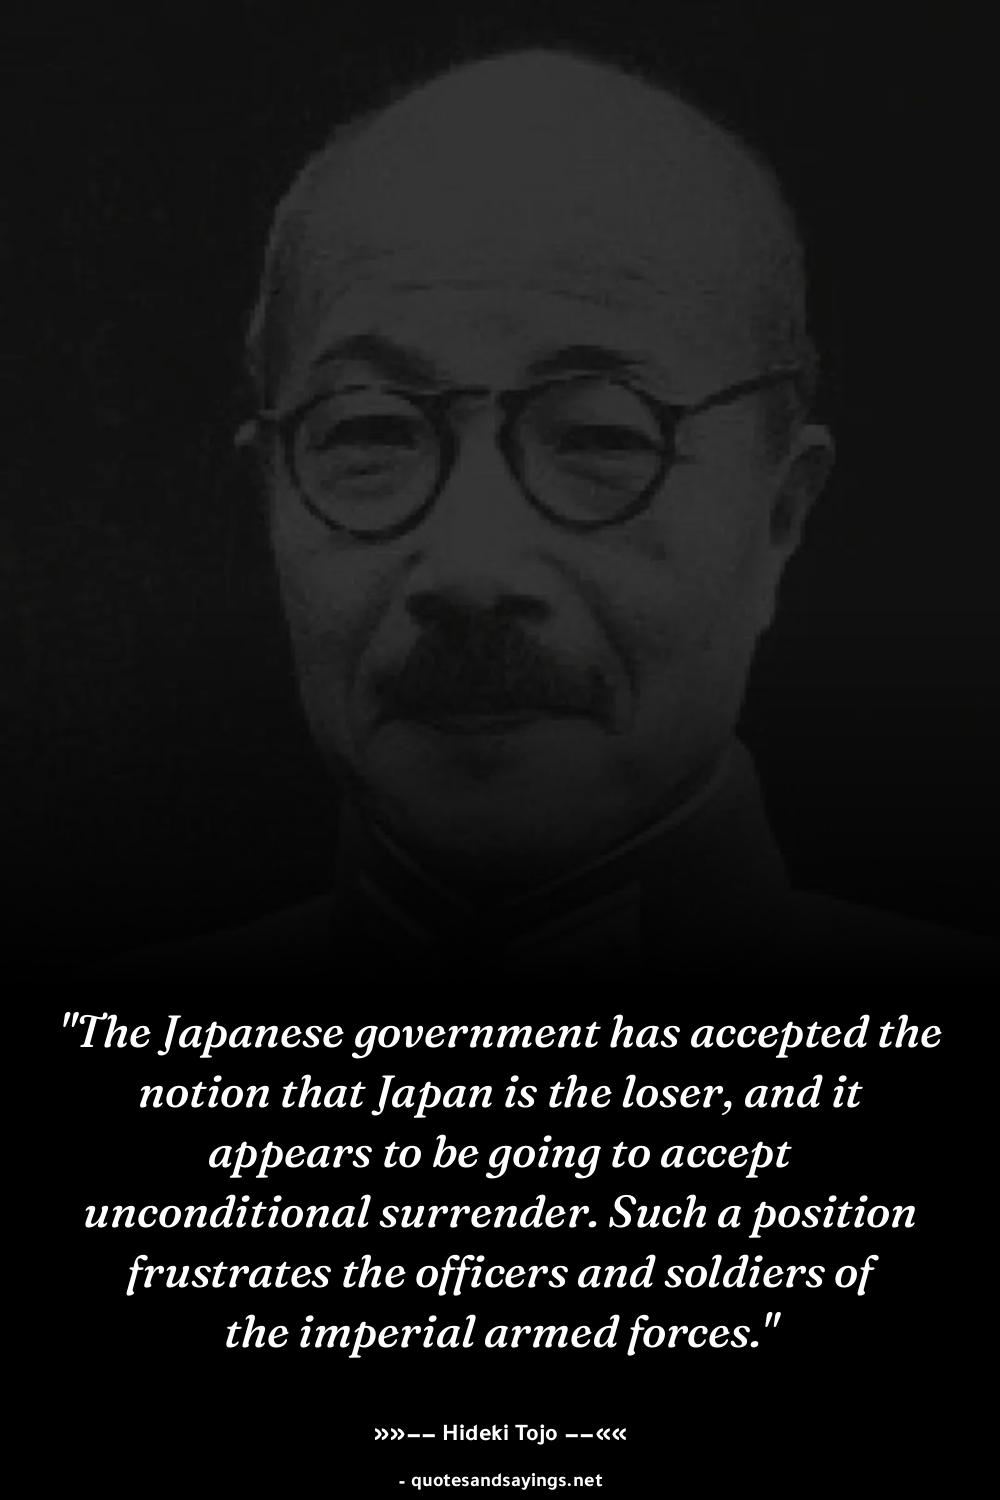 "The Japanese government has accepted the
notion that Japan is the loser, and it
appears to be going to accept
unconditional surrender. Such a position
frustrates the officers and soldiers of
the imperial armed forces."
»»−− Hideki Tojo −−««
- quotesandsayings.net